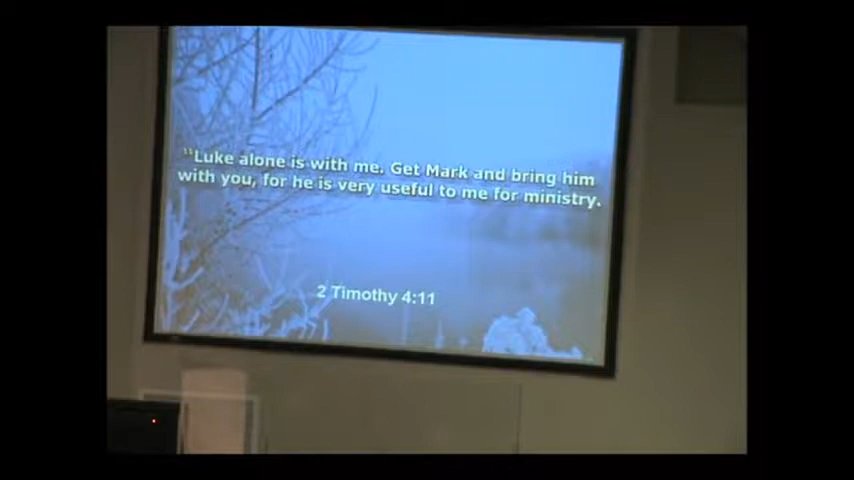 ¹¹Luke alone is with me. Get Mark and bring him
with you, for he is very useful to me for ministry.
2 Timothy 4:11